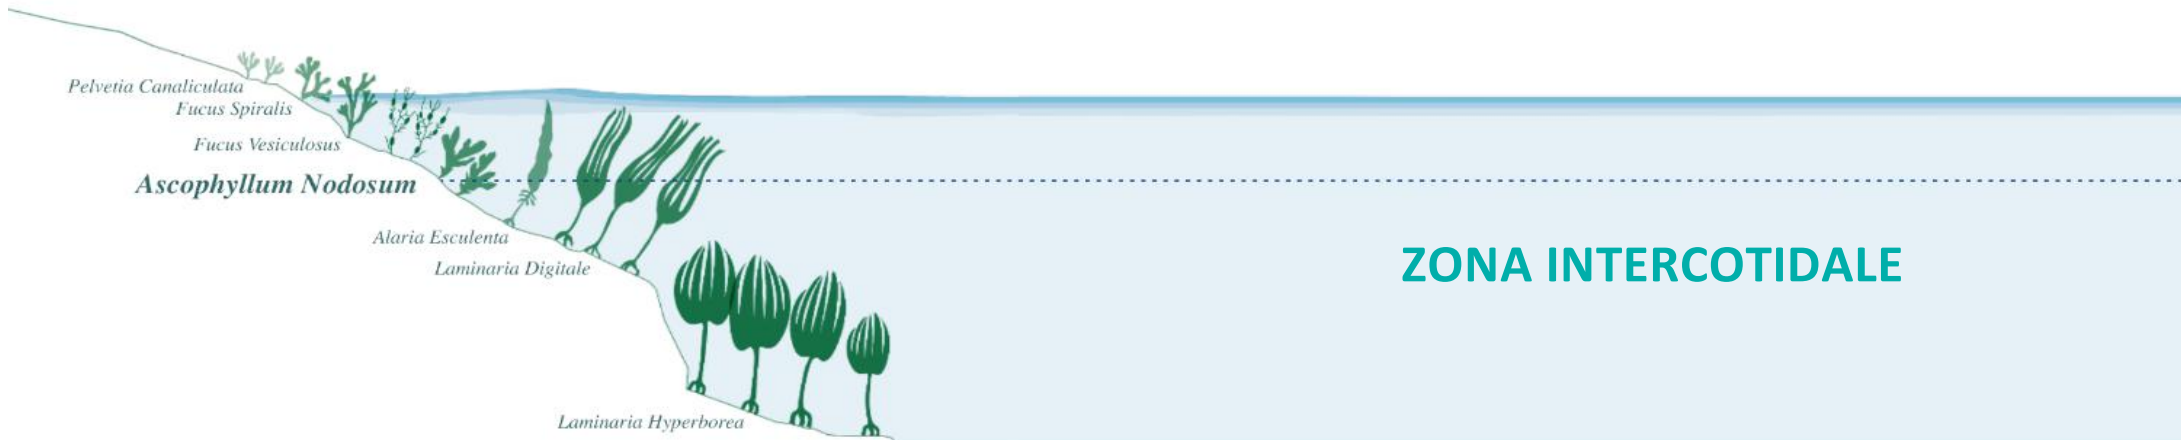 Pelvetia Canaliculata
Fucus Spiralis
Fucus Vesiculosus
Ascophyllum Nodosum
Alaria Esculenta
ZONA INTERCOTIDALE
Laminaria Digitale
Laminaria Hyperborea